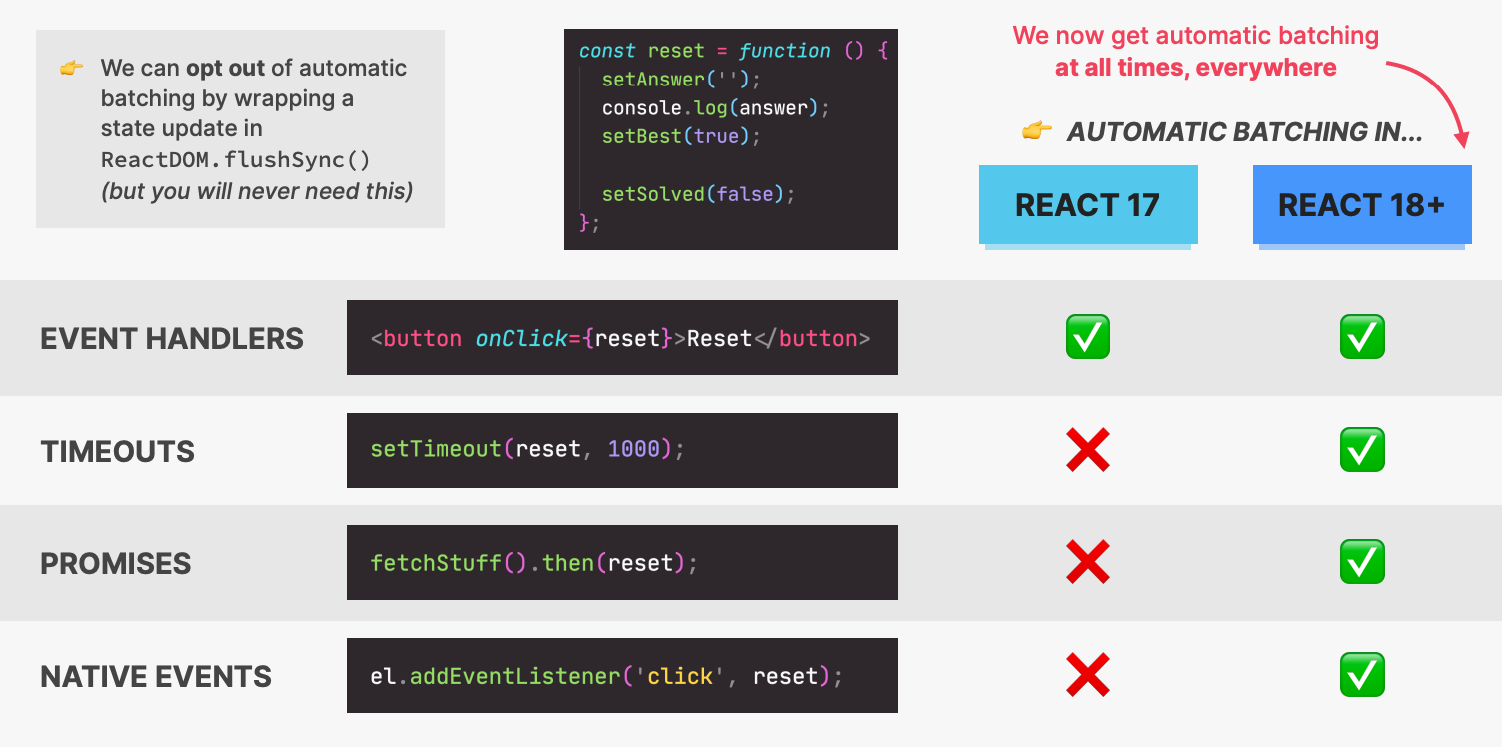 👉 We can opt out of automatic
batching by wrapping a
state update in
ReactDOM.flushSync()
(but you will never need this)
const reset = function () {
setAnswer('');
console.log(answer);
setBest(true);
setSolved(false);
};
We now get automatic batching
at all times, everywhere
👉 AUTOMATIC BATCHING IN...
REACT 17
REACT 18+
EVENT HANDLERS
<button onClick={reset}>Reset</button>
✅ ✅
TIMEOUTS
setTimeout(reset, 1000);
❌ ✅
PROMISES
fetchStuff().then(reset);
❌ ✅
NATIVE EVENTS
el.addEventListener('click', reset);
❌ ✅